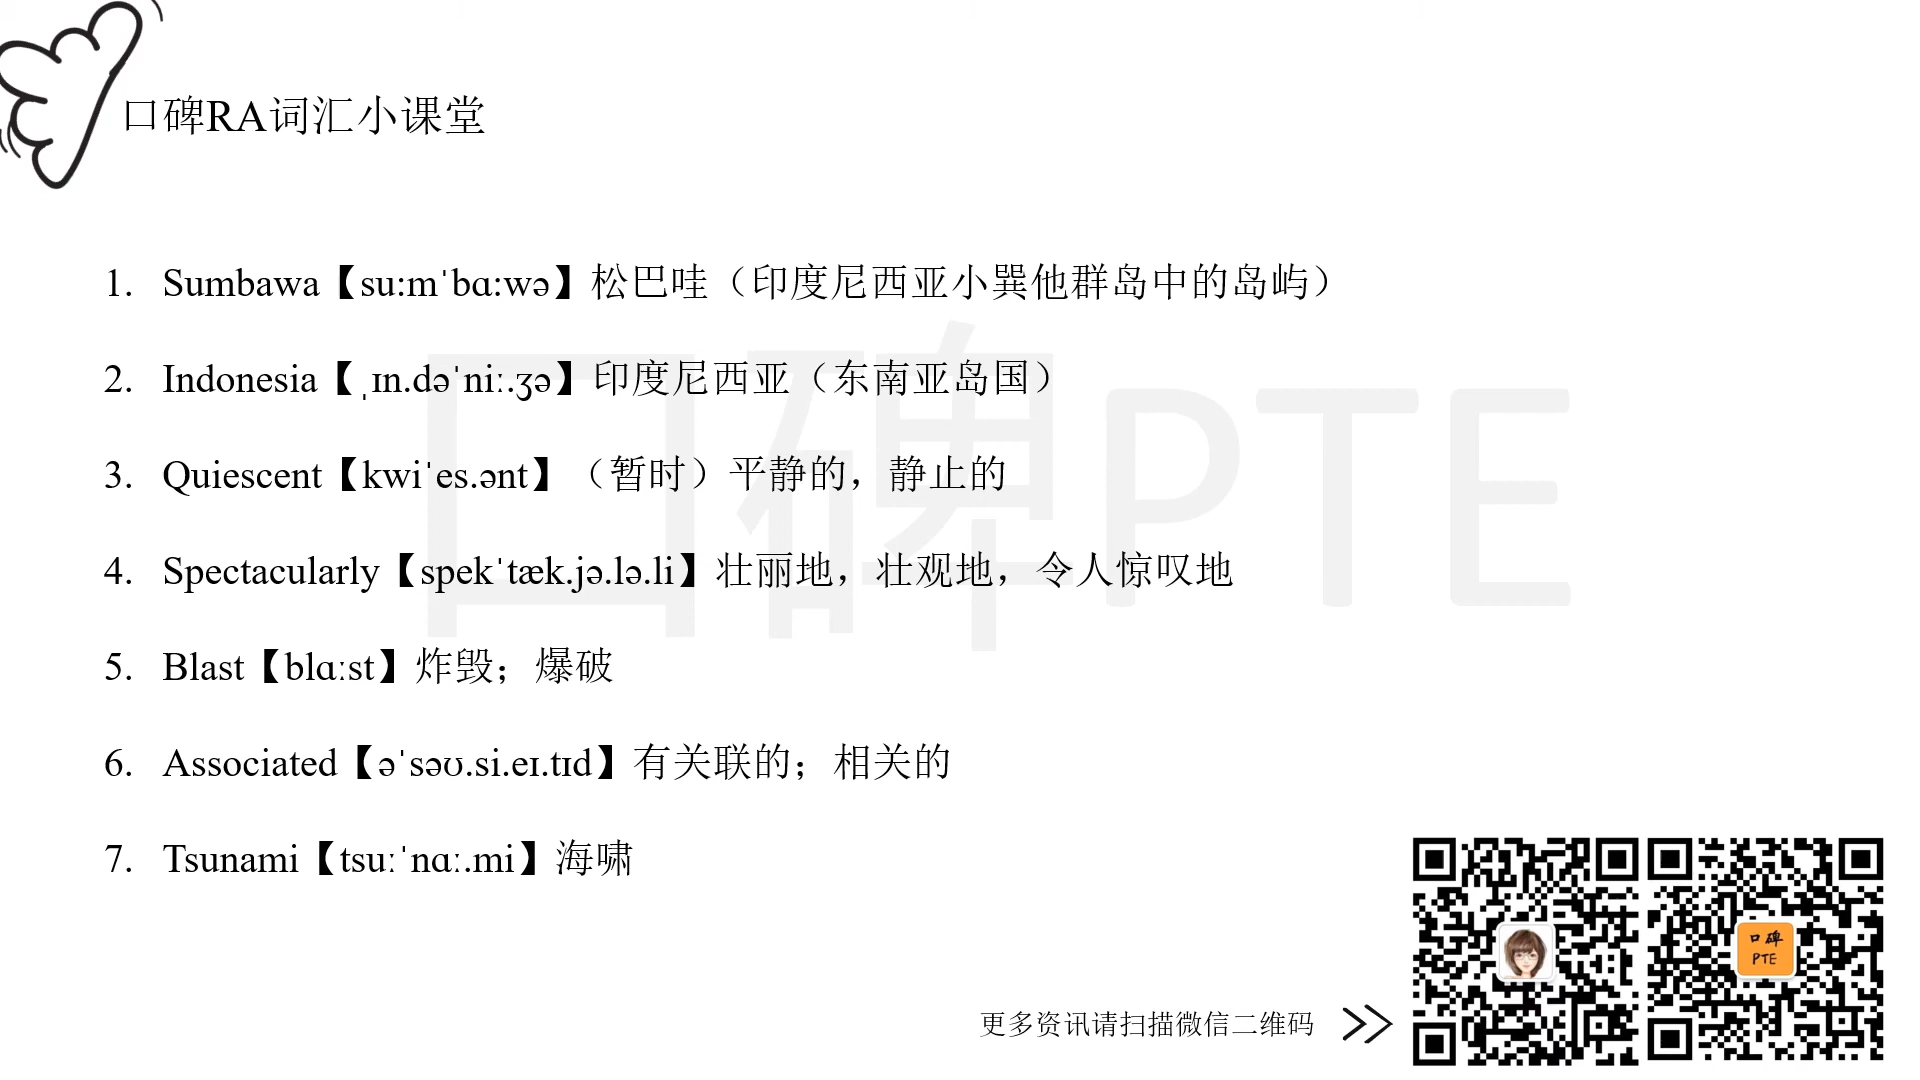 口碑RA词汇小课堂
1. Sumbawa【su:mˈbɑ:wə】松巴哇（印度尼西亚小巽他群岛中的岛屿）
2. Indonesia【ˌɪn.dəˈniː.ʒə】印度尼西亚（东南亚岛国）
3. Quiescent【kwiˈes.ənt】（暂时）平静的，静止的
4. Spectacularly【spekˈtæk.jə.lə.li】壮丽地，壮观地，令人惊叹地
5. Blast【blɑːst】炸毁；爆破
6. Associated【əˈsəʊ.si.eɪ.tɪd】有关联的；相关的
7. Tsunami【tsuːˈnɑː.mi】海啸
口碑PTE
口碑
PTE
更多资讯请扫描微信二维码